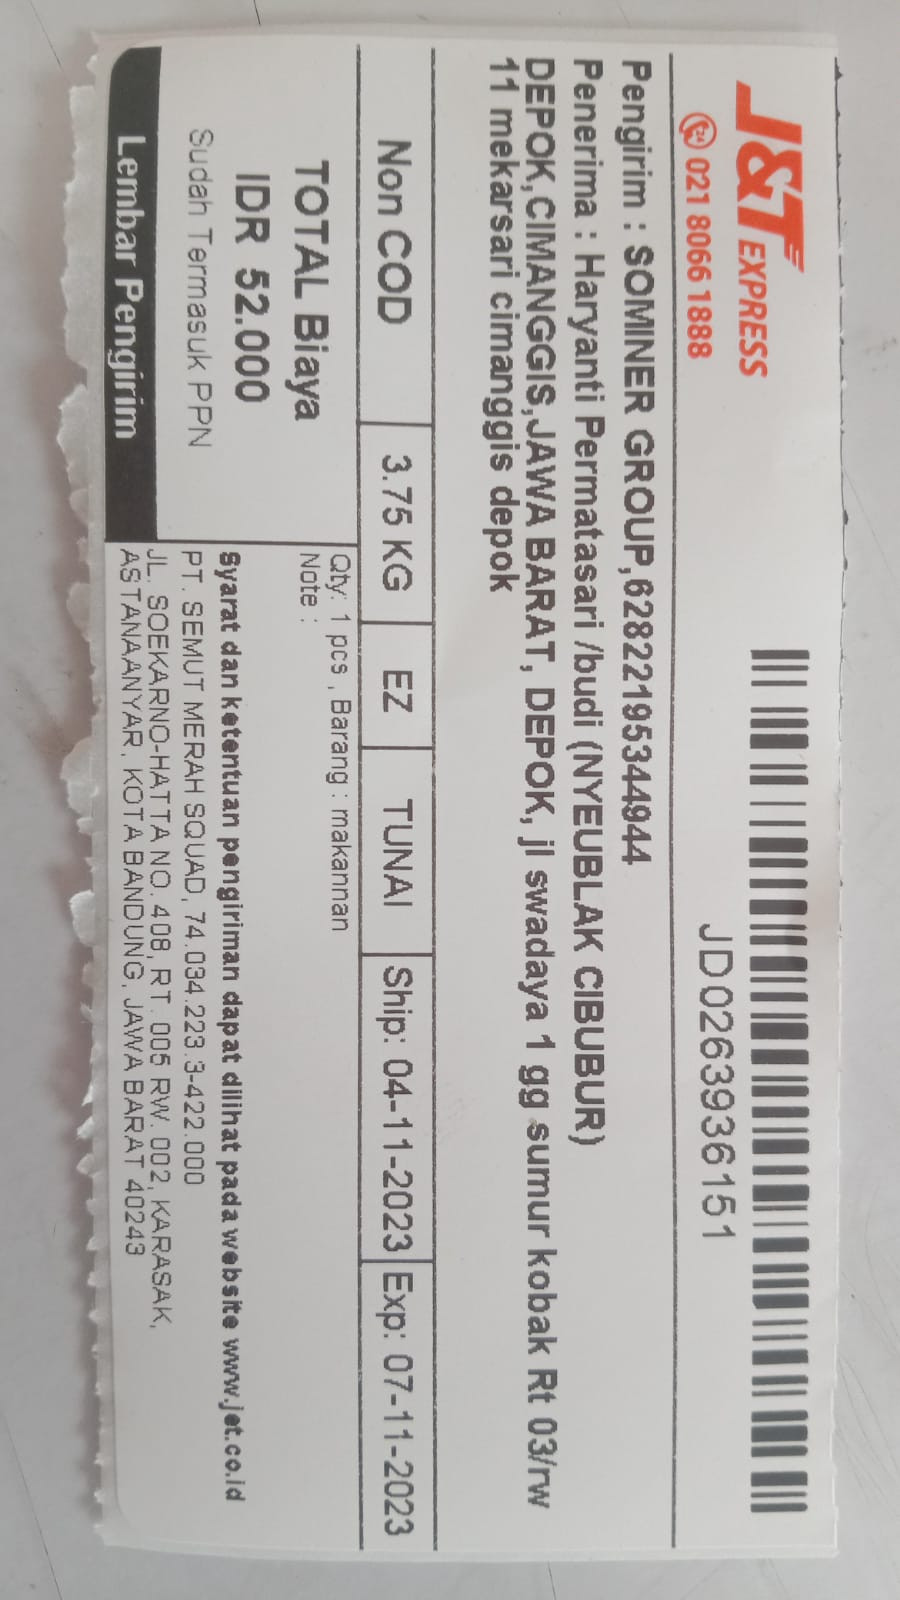 J&T EXPRESS
021 8066 1888
JD0263936151
Pengirim : SOMINER GROUP,6282219534494​4
Penerima : Haryanti Permatasari /budi (NYEUBLAK CIBUBUR)
DEPOK,CIMANGGIS,JAWA BARAT, DEPOK, jl swadaya 1 gg sumur kobak Rt 03/rw
11 mekarsari cimanggis depok
Non COD 3.75 KG EZ TUNAI Ship: 04-11-2023 Exp: 07-11-2023
TOTAL Biaya
IDR 52.000
Sudah Termasuk PPN
Lembar Pengirim
Qty: 1 pcs , Barang : makannan
Note :
Syarat dan ketentuan pengiriman dapat dilihat pada website www.jet.co.id
PT. SEMUT MERAH SQUAD, 74.034.223.3-422.000
JL. SOEKARNO-HATTA NO. 408, RT. 005 RW. 002, KARASAK,
ASTANAANYAR, KOTA BANDUNG, JAWA BARAT 40243